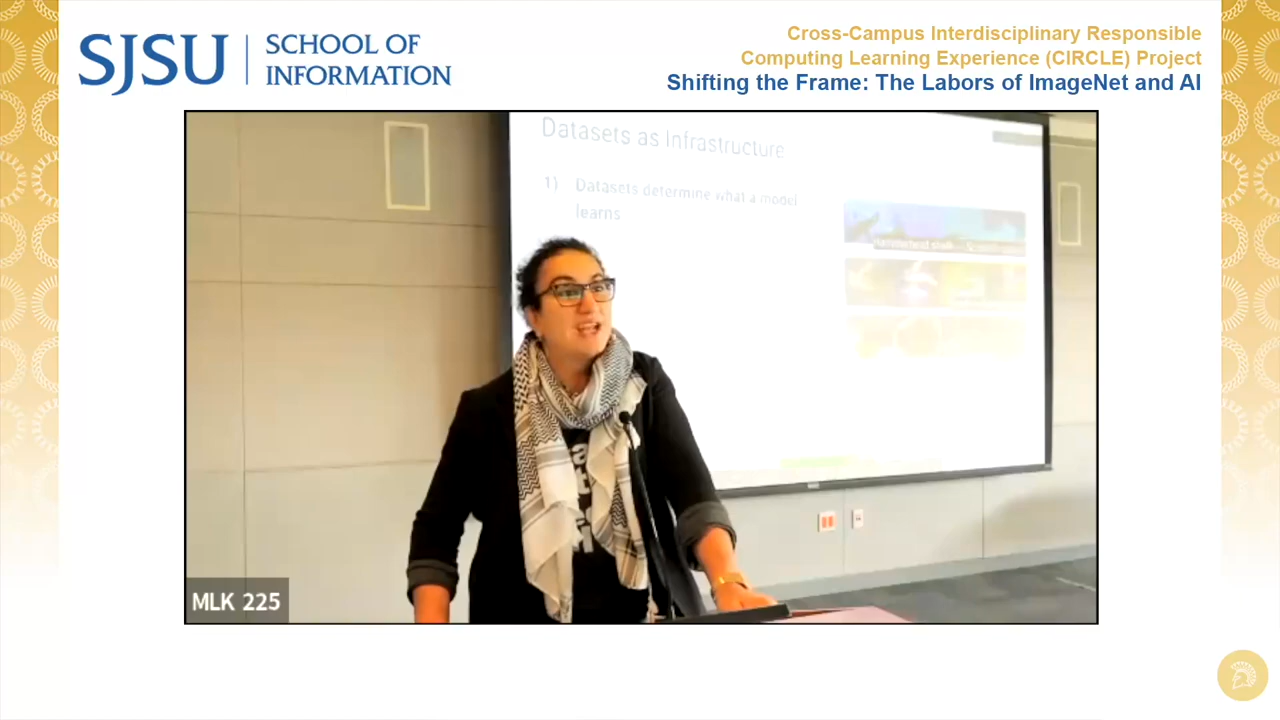 SJSU
SCHOOL OF
INFORMATION
Cross-Campus Interdisciplinary Responsible
Computing Learning Experience (CIRCLE) Project
Shifting the Frame: The Labors of ImageNet and AI
Datasets as Infrastructure
1) Datasets determine what a model
learns
MLK 225